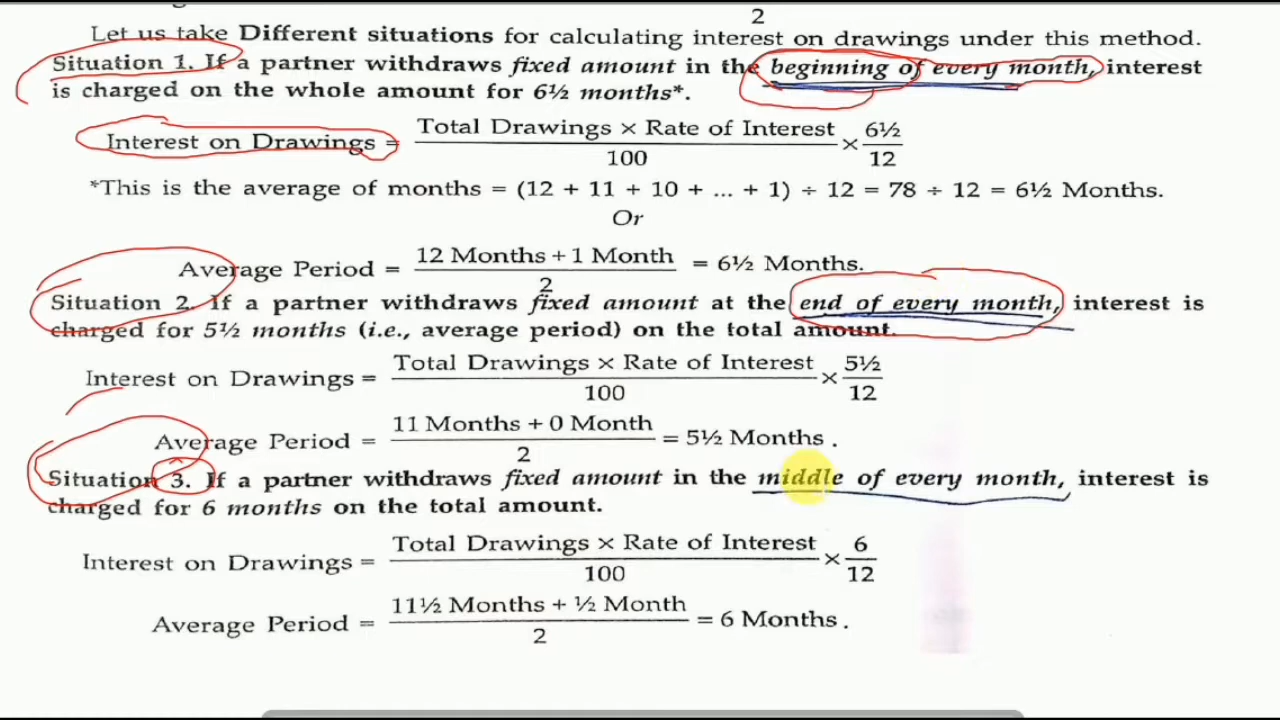 2
Let us take Different situations for calculating interest on drawings under this method.
Situation 1. If a partner withdraws fixed amount in the beginning of every month, interest
is charged on the whole amount for 6½ months*.
Interest on Drawings = Total Drawings × Rate of Interest / 100 × 6½ / 12
*This is the average of months = (12 + 11 + 10 + ... + 1) ÷ 12 = 78 ÷ 12 = 6½ Months.
Or
Average Period = 12 Months + 1 Month / 2 = 6½ Months.
Situation 2. If a partner withdraws fixed amount at the end of every month, interest is
charged for 5½ months (i.e., average period) on the total amount.
Interest on Drawings = Total Drawings × Rate of Interest / 100 × 5½ / 12
Average Period = 11 Months + 0 Month / 2 = 5½ Months .
Situation 3. If a partner withdraws fixed amount in the middle of every month, interest is
charged for 6 months on the total amount.
Interest on Drawings = Total Drawings × Rate of Interest / 100 × 6 / 12
Average Period = 11½ Months + ½ Month / 2 = 6 Months .